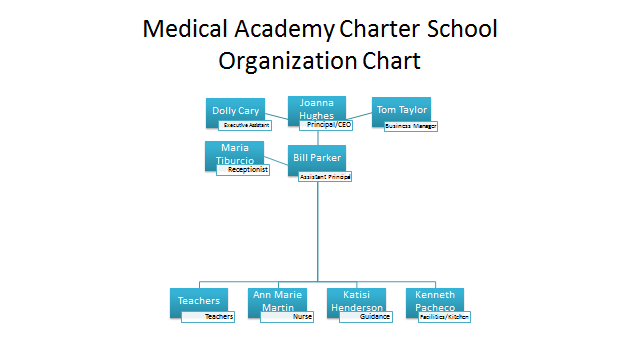 Medical Academy Charter School
Organization Chart
Dolly Cary
Executive Assistant
Joanna
Hughes
Principal/CEO
Tom Taylor
Business Manager
Maria
Tiburcio
Receptionist
Bill Parker
Assistant Principal
Teachers
Teachers
Ann Marie
Martin
Nurse
Katisi
Henderson
Guidance
Kenneth
Pacheco
Facilities/Kitchen